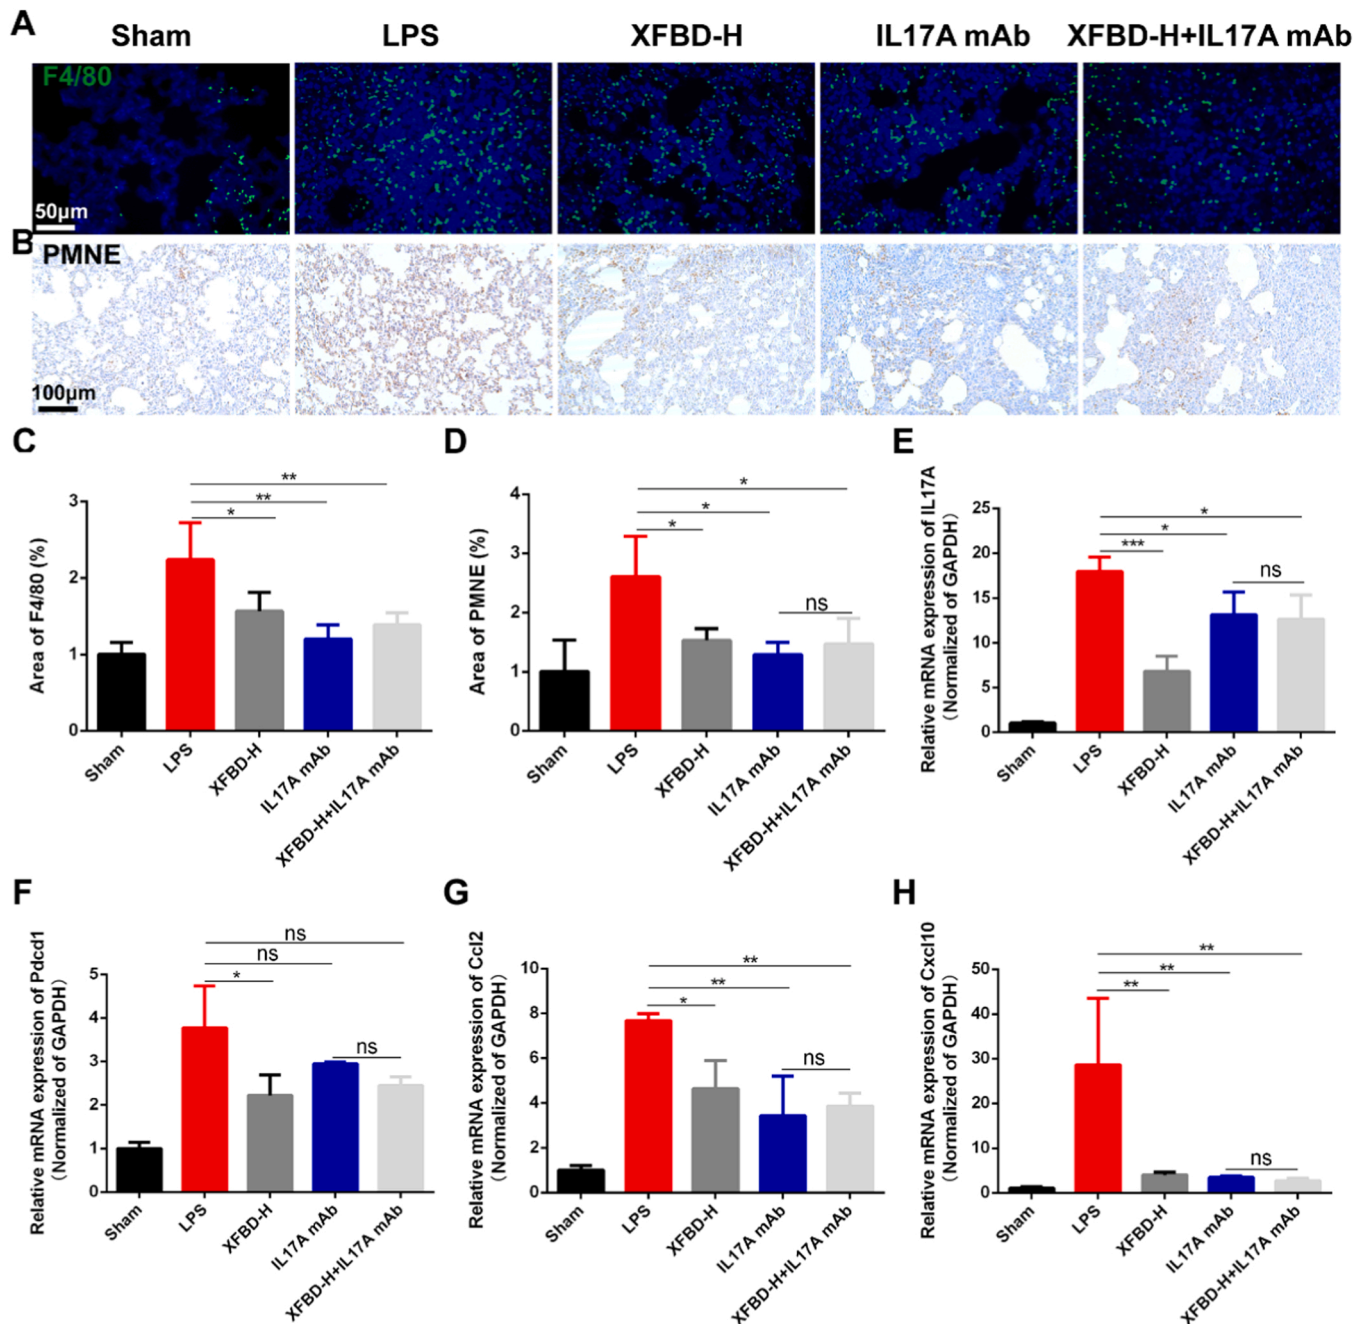 A
Sham LPS XFBD-H IL17A mAb XFBD-H+IL17A mAb
F4/80
50μm
B PMNE
100μm
C
Area of F4/80 (%)
3
2
1
0
**
**
*
Sham LPS XFBD-H IL17A mAb XFBD-H+IL17A mAb
D
Area of PMNE (%)
4
3
2
1
0
*
*
*
ns
Sham LPS XFBD-H IL17A mAb XFBD-H+IL17A mAb
E
Relative mRNA expression of IL17A
(Normalized of GAPDH)
25
20
15
10
5
0
*
*
***
ns
Sham LPS XFBD-H IL17A mAb XFBD-H+IL17A mAb
F
Relative mRNA expression of Pdcd1
(Normalized of GAPDH)
5
4
3
2
1
0
ns
ns
*
ns
Sham LPS XFBD-H IL17A mAb XFBD-H+IL17A mAb
G
Relative mRNA expression of Ccl2
(Normalized of GAPDH)
10
8
6
4
2
0
**
**
*
ns
Sham LPS XFBD-H IL17A mAb XFBD-H+IL17A mAb
H
Relative mRNA expression of Cxcl10
(Normalized of GAPDH)
50
40
30
20
10
0
**
**
**
ns
Sham LPS XFBD-H IL17A mAb XFBD-H+IL17A mAb